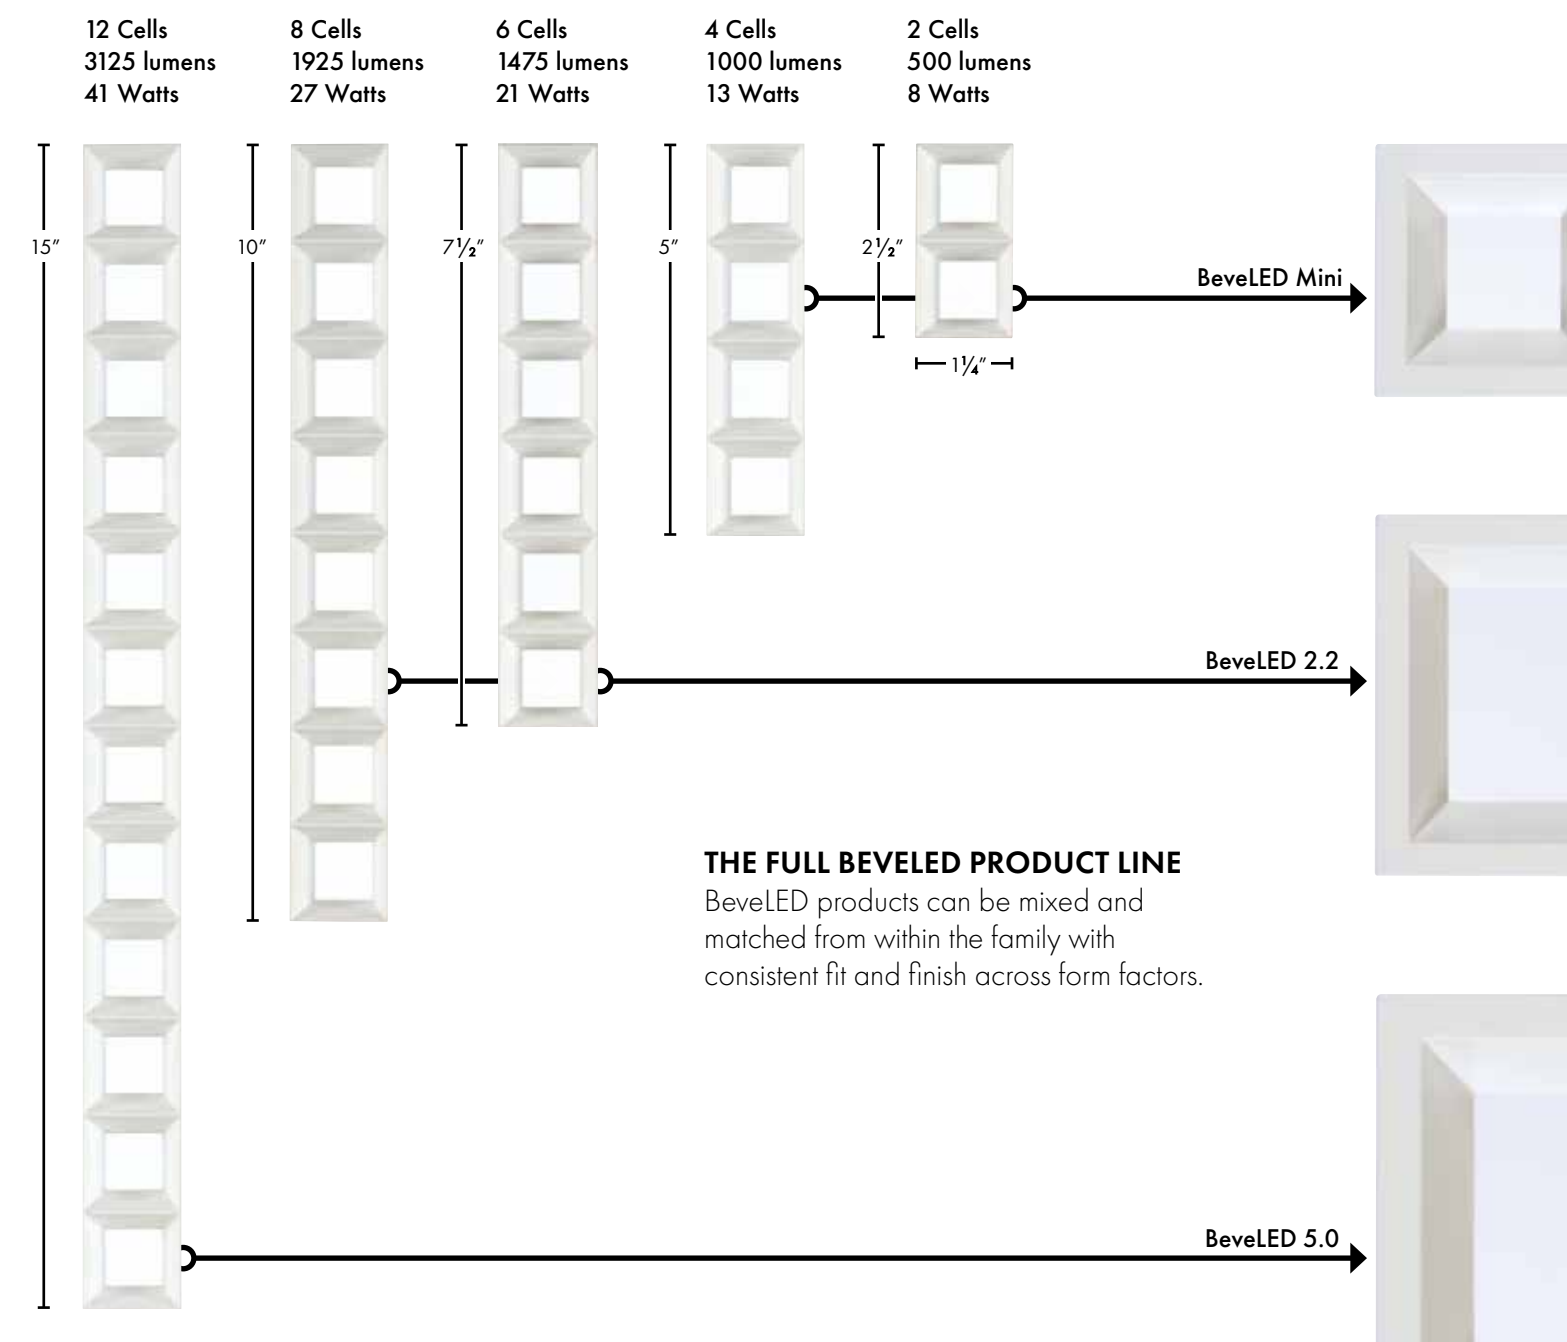 12 Cells
3125 lumens
41 Watts
8 Cells
1925 lumens
27 Watts
6 Cells
1475 lumens
21 Watts
4 Cells
1000 lumens
13 Watts
2 Cells
500 lumens
8 Watts
15”
10”
7½”
5”
2½”
1¼”
BeveLED Mini
BeveLED 2.2
THE FULL BEVELED PRODUCT LINE
BeveLED products can be mixed and
matched from within the family with
consistent fit and finish across form factors.
BeveLED 5.0